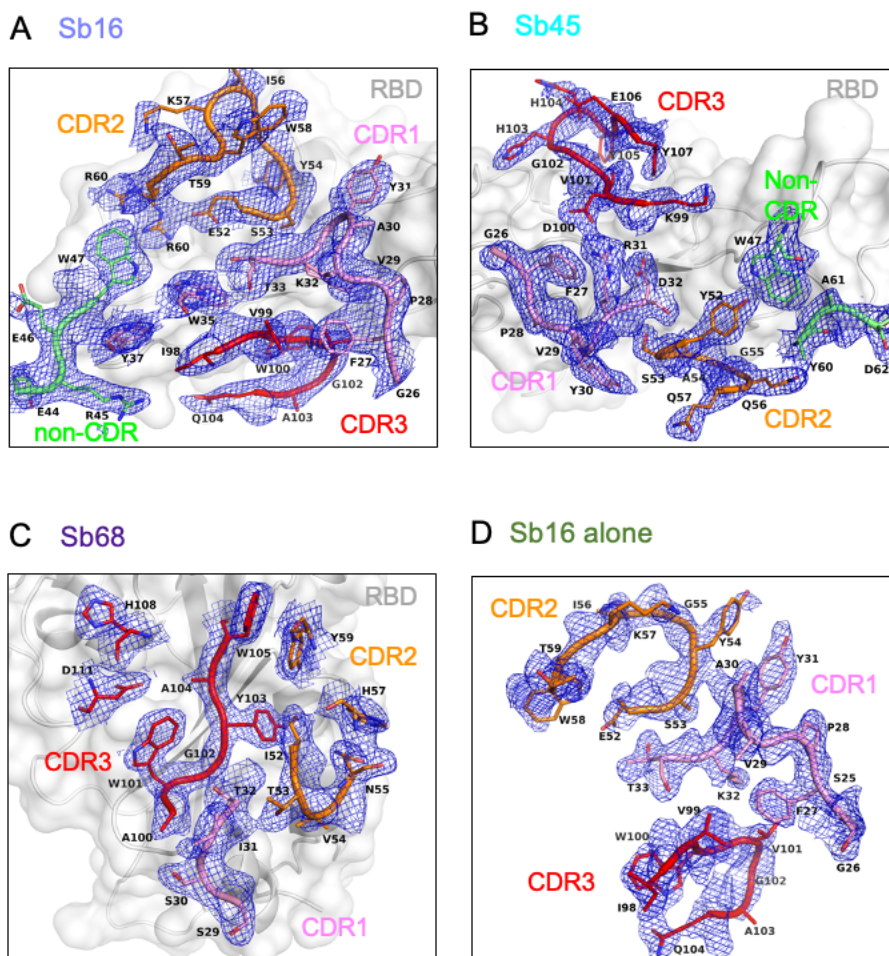 A Sb16
I56
K57
RBD
CDR2
W58
CDR1
Y54
R60
T59
Y31
E52
S53
A30
R60
W47
V29
T33
K32
P28
W35
E46
V99
Y37
I98
F27
W100
G102
G26
E44
R45
Q104
A103
non-CDR
CDR3
B Sb45
E106
H104
CDR3
RBD
H103
Y107
G102
V105
V101
Non-
CDR
K99
D100
G26
R31
W47
F27
D32
A61
Y52
P28
V29
G55
S53
A54
Y60
D62
CDR1
Y30
Q57
Q56
CDR2
C Sb68
H108
RBD
W105
Y59
D111
CDR2
A104
Y103
H57
G102
I52
CDR3
W101
T32
T53
N55
A100
V54
I31
S30
S29
CDR1
D Sb16 alone
CDR2
I56
G55
K57
Y54
T59
A30
Y31
CDR1
W58
E52
S53
P28
V29
S25
T33
K32
F27
V99
W100
V101
G26
G102
CDR3
I98
A103
Q104